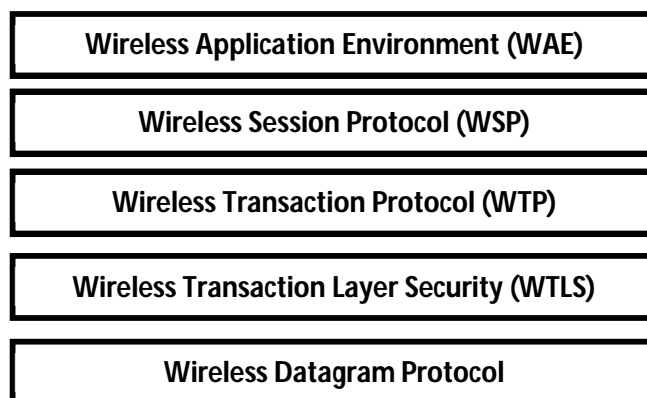 Wireless Application Environment (WAE)
Wireless Session Protocol (WSP)
Wireless Transaction Protocol (WTP)
Wireless Transaction Layer Security (WTLS)
Wireless Datagram Protocol